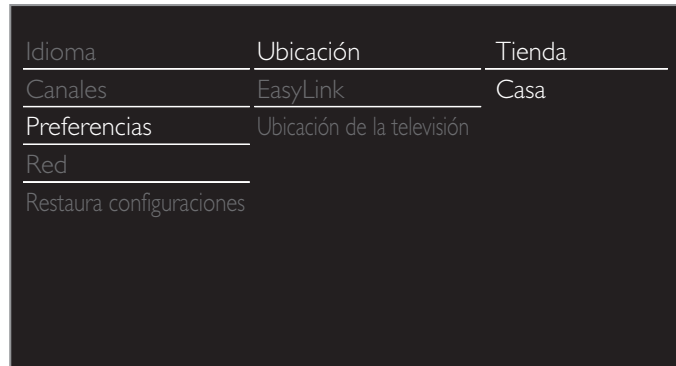 Idioma
Canales
Preferencias
Red
Restaura configuraciones
Ubicación
EasyLink
Ubicación de la televisión
Tienda
Casa